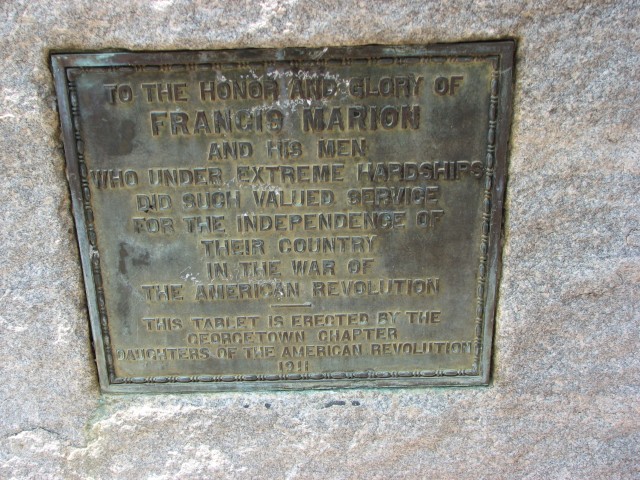 TO THE HONOR AND GLORY OF
FRANCIS MARION
AND HIS MEN
WHO UNDER EXTREME HARDSHIPS
DID SUCH VALUED SERVICE
FOR THE INDEPENDENCE OF
THEIR COUNTRY
IN THE WAR OF
THE AMERICAN REVOLUTION
THIS TABLET IS ERECTED BY THE
GEORGETOWN CHAPTER
DAUGHTERS OF THE AMERICAN REVOLUTION
1911